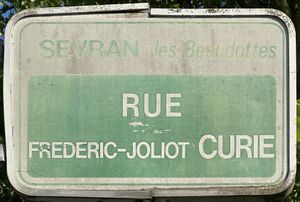 SEVRAN les Beaudottes
RUE
FREDERIC-JOLIOT CURIE